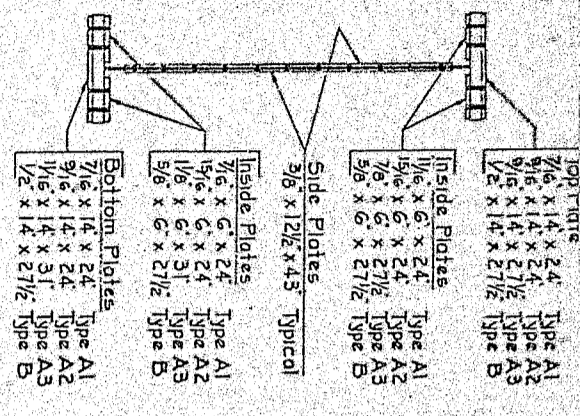 Top Plate
7/16" x 14" x 24" Type A1
9/16" x 14" x 24" Type A2
9/16" x 14" x 27 1/2" Type A3
1/2" x 14" x 27 1/2" Type B
Inside Plates
11/16" x 6" x 24" Type A1
15/16" x 6" x 24" Type A2
7/8" x 6" x 27 1/2" Type A3
5/8" x 6" x 27 1/2" Type B
Side Plates
3/8" x 12 1/2" x 43" Typical
Inside Plates
7/16" x 6" x 24" Type A1
15/16" x 6" x 24" Type A2
1 1/8" x 6" x 31" Type A3
5/8" x 6" x 27 1/2" Type B
Bottom Plates
7/16" x 14" x 24" Type A1
9/16" x 14" x 24" Type A2
11/16" x 14" x 31" Type A3
1/2" x 14" x 27 1/2" Type B